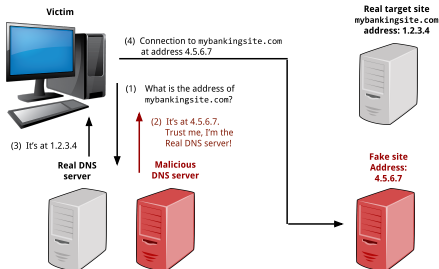 Victim
Real target site
mybankingsite.com
address: 1.2.3.4
(4) Connection to mybankingsite.com
at address 4.5.6.7
(1) What is the address of
mybankingsite.com?
(2) It's at 4.5.6.7.
Trust me, I'm the
Real DNS server!
(3) It's at 1.2.3.4
Real DNS
server
Malicious
DNS server
Fake site
Address:
4.5.6.7